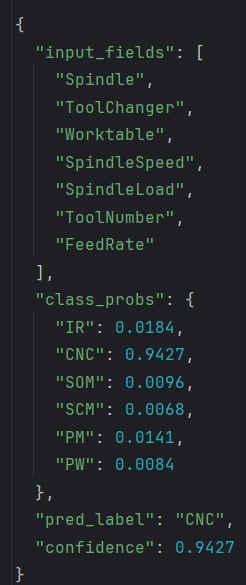 {
  "input_fields": [
    "Spindle",
    "ToolChanger",
    "Worktable",
    "SpindleSpeed",
    "SpindleLoad",
    "ToolNumber",
    "FeedRate"
  ],
  "class_probs": {
    "IR": 0.0184,
    "CNC": 0.9427,
    "SOM": 0.0096,
    "SCM": 0.0068,
    "PM": 0.0141,
    "PW": 0.0084
  },
  "pred_label": "CNC",
  "confidence": 0.9427
}